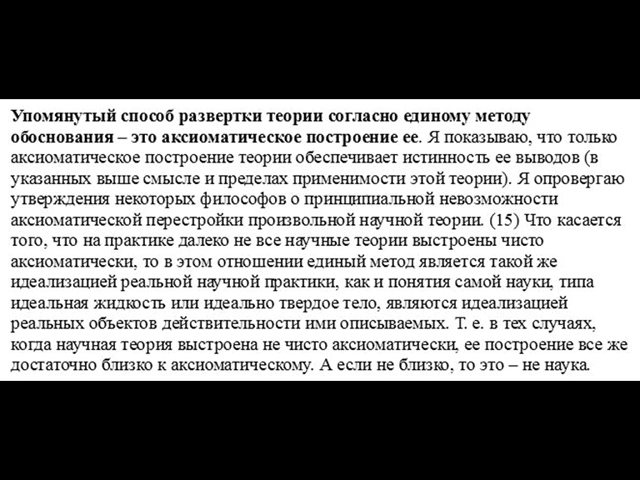 Упомянутый способ развертки теории согласно единому методу
обоснования – это аксиоматическое построение ее. Я показываю, что только
аксиоматическое построение теории обеспечивает истинность ее выводов (в
указанных выше смысле и пределах применимости этой теории). Я опровергаю
утверждения некоторых философов о принципиальной невозможности
аксиоматической перестройки произвольной научной теории. (15) Что касается
того, что на практике далеко не все научные теории выстроены чисто
аксиоматически, то в этом отношении единый метод является такой же
идеализацией реальной научной практики, как и понятия самой науки, типа
идеальная жидкость или идеально твердое тело, являются идеализацией
реальных объектов действительности ими описываемых. Т. е. в тех случаях,
когда научная теория выстроена не чисто аксиоматически, ее построение все же
достаточно близко к аксиоматическому. А если не близко, то это – не наука.